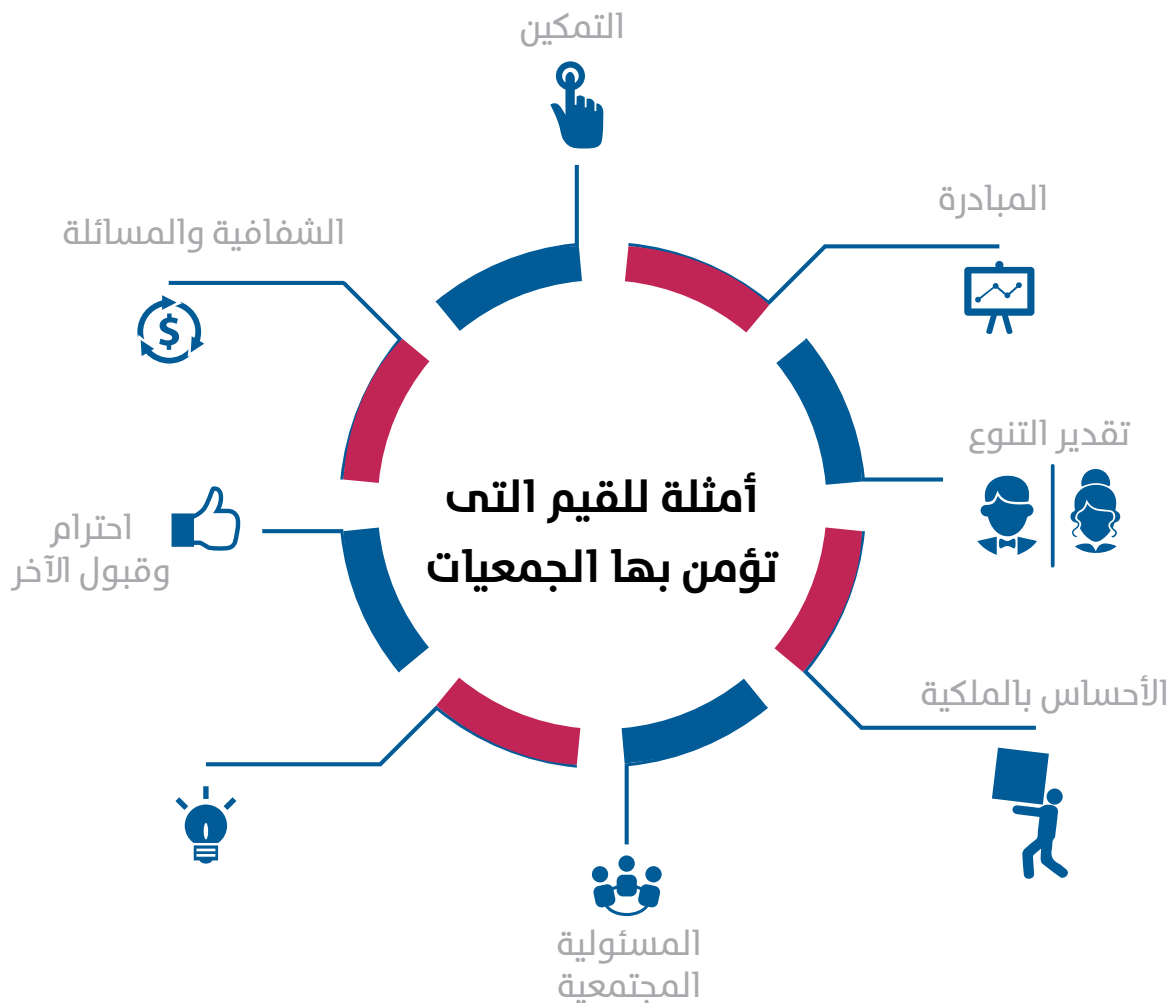 التمكين
المبادرة
الشفافية والمسائلة
تقدير التنوع
أمثلة للقيم التى
تؤمن بها الجمعيات
احترام
وقبول الآخر
الأحساس بالملكية
المسئولية
المجتمعية
$